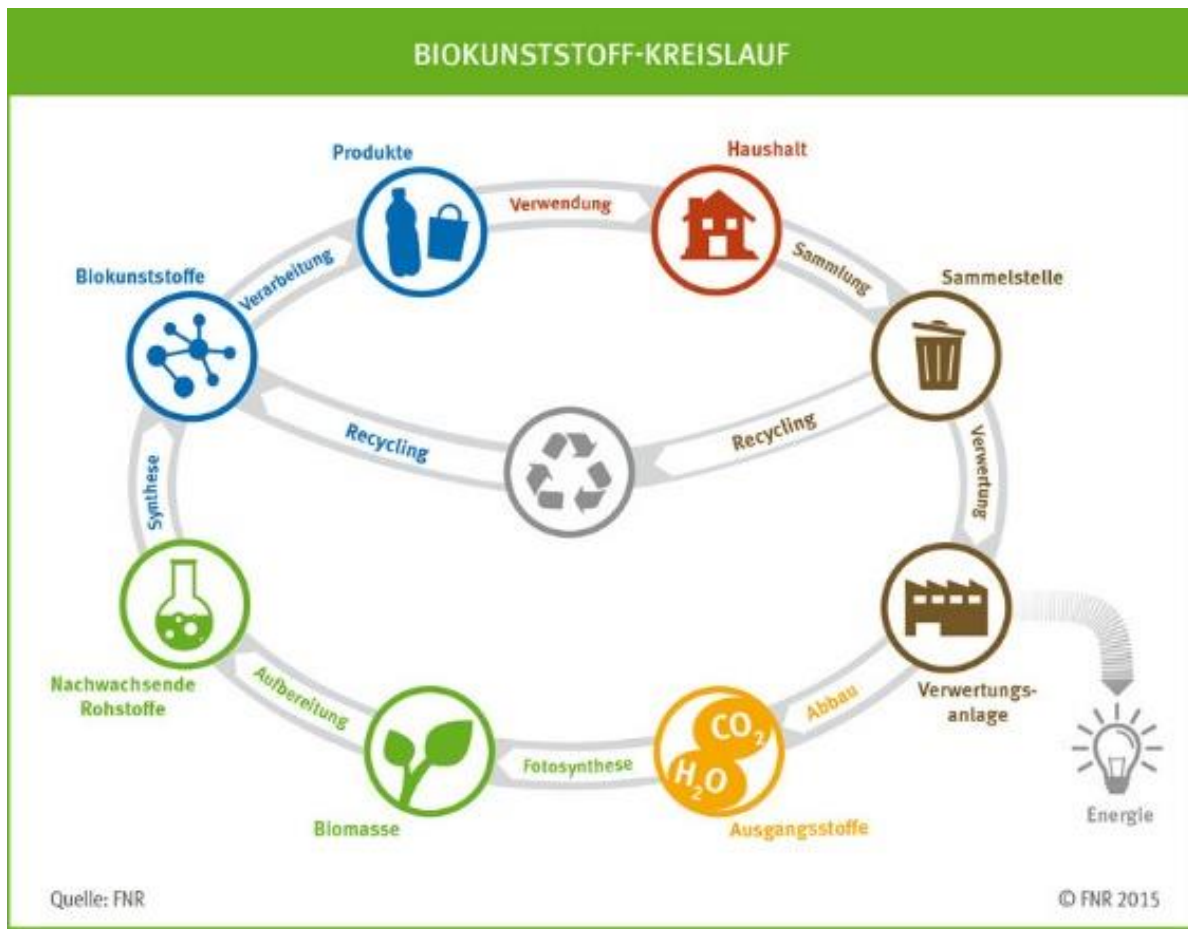 BIOKUNSTSTOFF-KREISLAUF
Produkte
Verwendung
Haushalt
Sammlung
Sammelstelle
Verarbeitung
Biokunststoffe
Recycling
Recycling
Verwertung
Synthese
Nachwachsende
Rohstoffe
Aufbereitung
Biomasse
Fotosynthese
CO₂
H₂O
Ausgangsstoffe
Abbau
Verwertungs-
anlage
Energie
Quelle: FNR
© FNR 2015